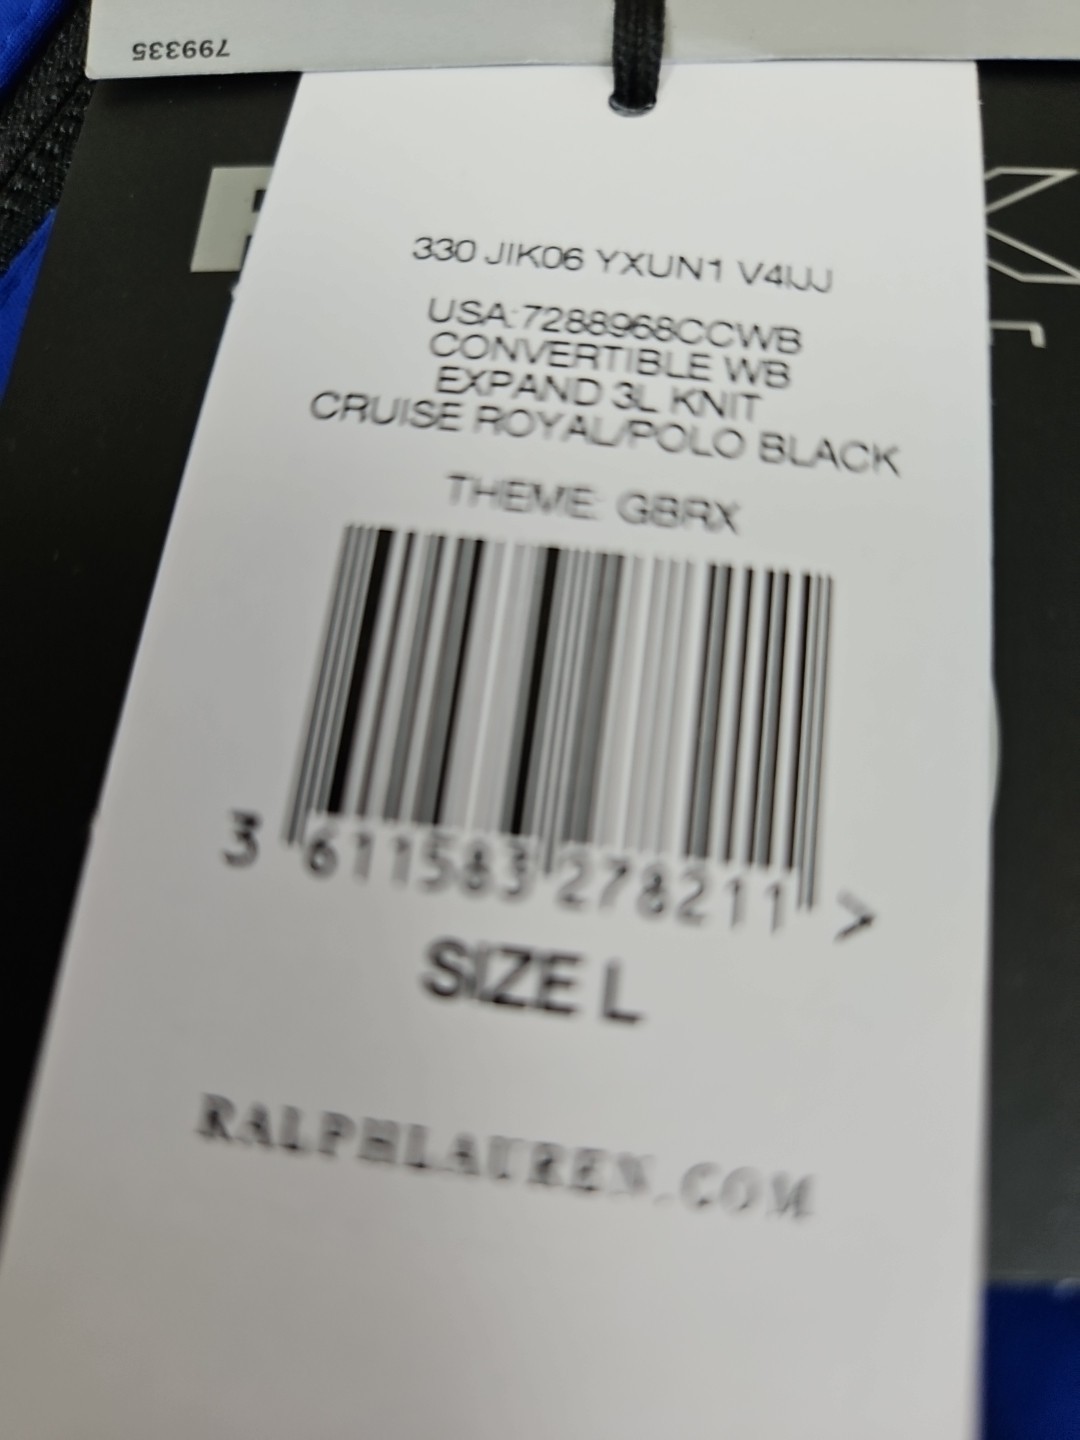 799335
330 JIK06 YXUN1 V4IJJ
USA:7288968CCWB
CONVERTIBLE WB
EXPAND 3L KNIT
CRUISE ROYAL/POLO BLACK
THEME: GBRX
3 611583 278211 >
SIZE L
RALPHLAUREN.COM